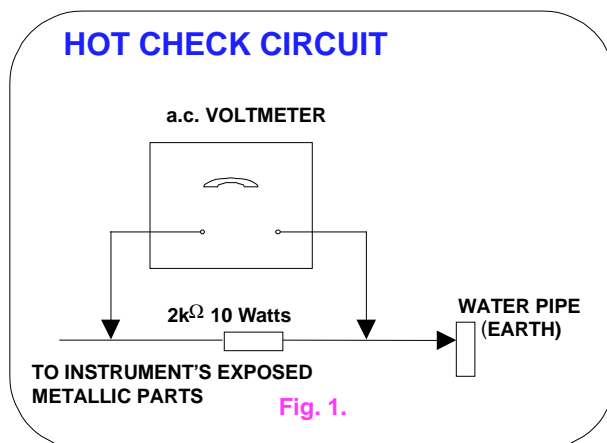 HOT CHECK CIRCUIT
a.c. VOLTMETER
2kΩ 10 Watts
WATER PIPE
(EARTH)
TO INSTRUMENT'S EXPOSED
METALLIC PARTS
Fig. 1.